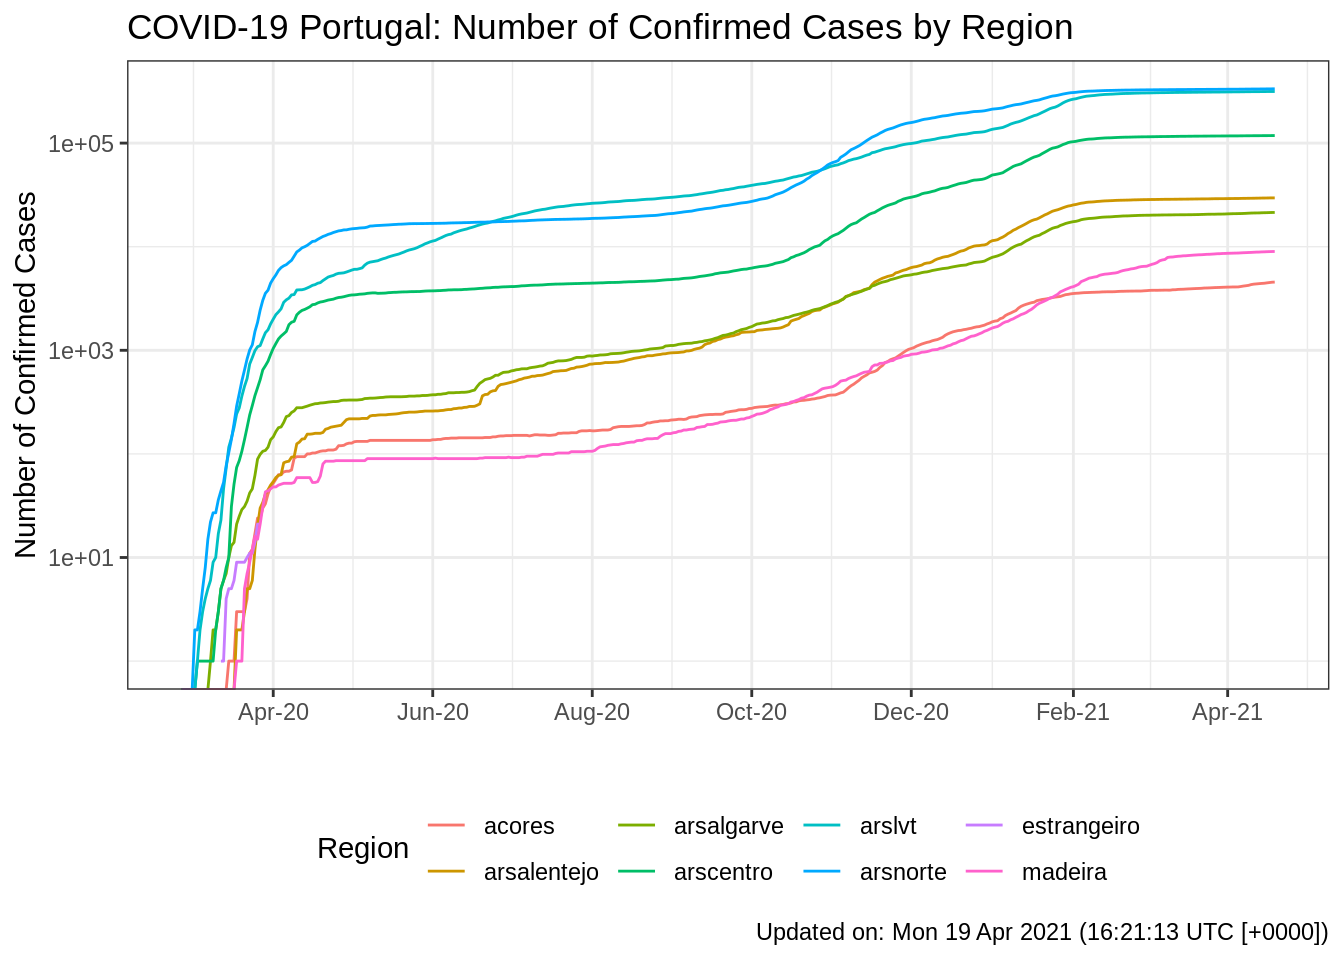 COVID-19 Portugal: Number of Confirmed Cases by Region
Number of Confirmed Cases
1e+05
1e+03
1e+01
Apr-20 Jun-20 Aug-20 Oct-20 Dec-20 Feb-21 Apr-21
Region
acores arsalgarve arslvt estrangeiro
arsalentejo arscentro arsnorte madeira
Updated on: Mon 19 Apr 2021 (16:21:13 UTC [+0000])